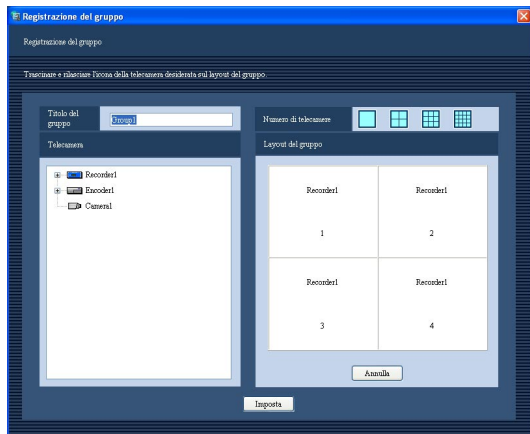 Registrazione del gruppo
Registrazione del gruppo
Trascinare e rilasciare l'icona della telecamera desiderata sul layout del gruppo.
Titolo del
gruppo
Group1
Numero di telecamere
Telecamera
Layout del gruppo
Recorder1
Encoder1
Camera1
Recorder1 Recorder1
1 2
Recorder1 Recorder1
3 4
Annulla
Imposta